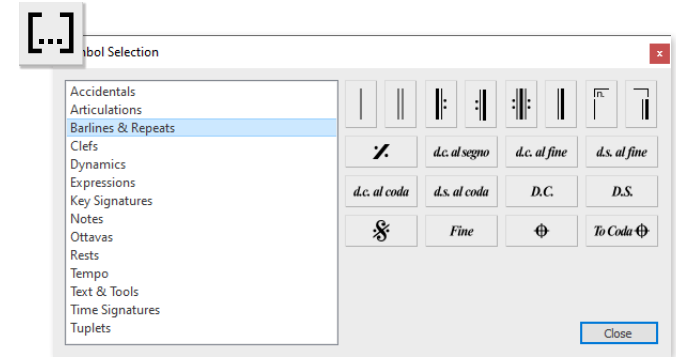 [...]
bol Selection
x
Accidentals
Articulations
Barlines & Repeats
Clefs
Dynamics
Expressions
Key Signatures
Notes
Ottavas
Rests
Tempo
Text & Tools
Time Signatures
Tuplets
n.
d.c. al segno d.c. al fine d.s. al fine
d.c. al coda d.s. al coda D.C. D.S.
Fine To Coda
Close